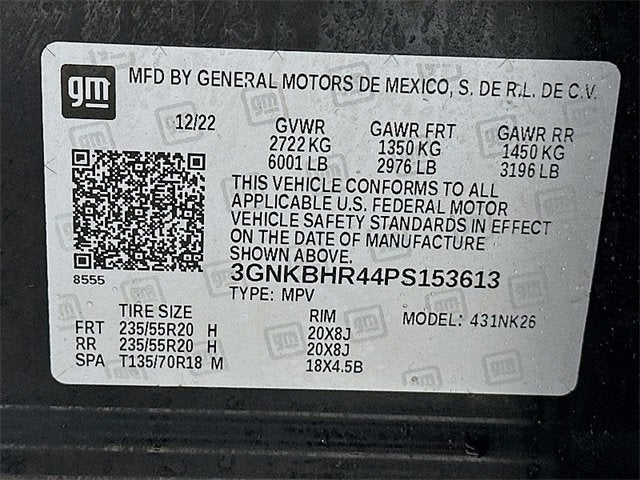 gm MFD BY GENERAL MOTORS DE MEXICO, S. DE R.L. DE C.V.
12/22 GVWR GAWR FRT GAWR RR
2722 KG 1350 KG 1450 KG
6001 LB 2976 LB 3196 LB
THIS VEHICLE CONFORMS TO ALL
APPLICABLE U.S. FEDERAL MOTOR
VEHICLE SAFETY STANDARDS IN EFFECT
ON THE DATE OF MANUFACTURE
SHOWN ABOVE.
8555
3GNKBHR44PS153613
TYPE: MPV
TIRE SIZE RIM MODEL: 431NK26
FRT 235/55R20 H 20X8J
RR 235/55R20 H 20X8J
SPA T135/70R18 M 18X4.5B